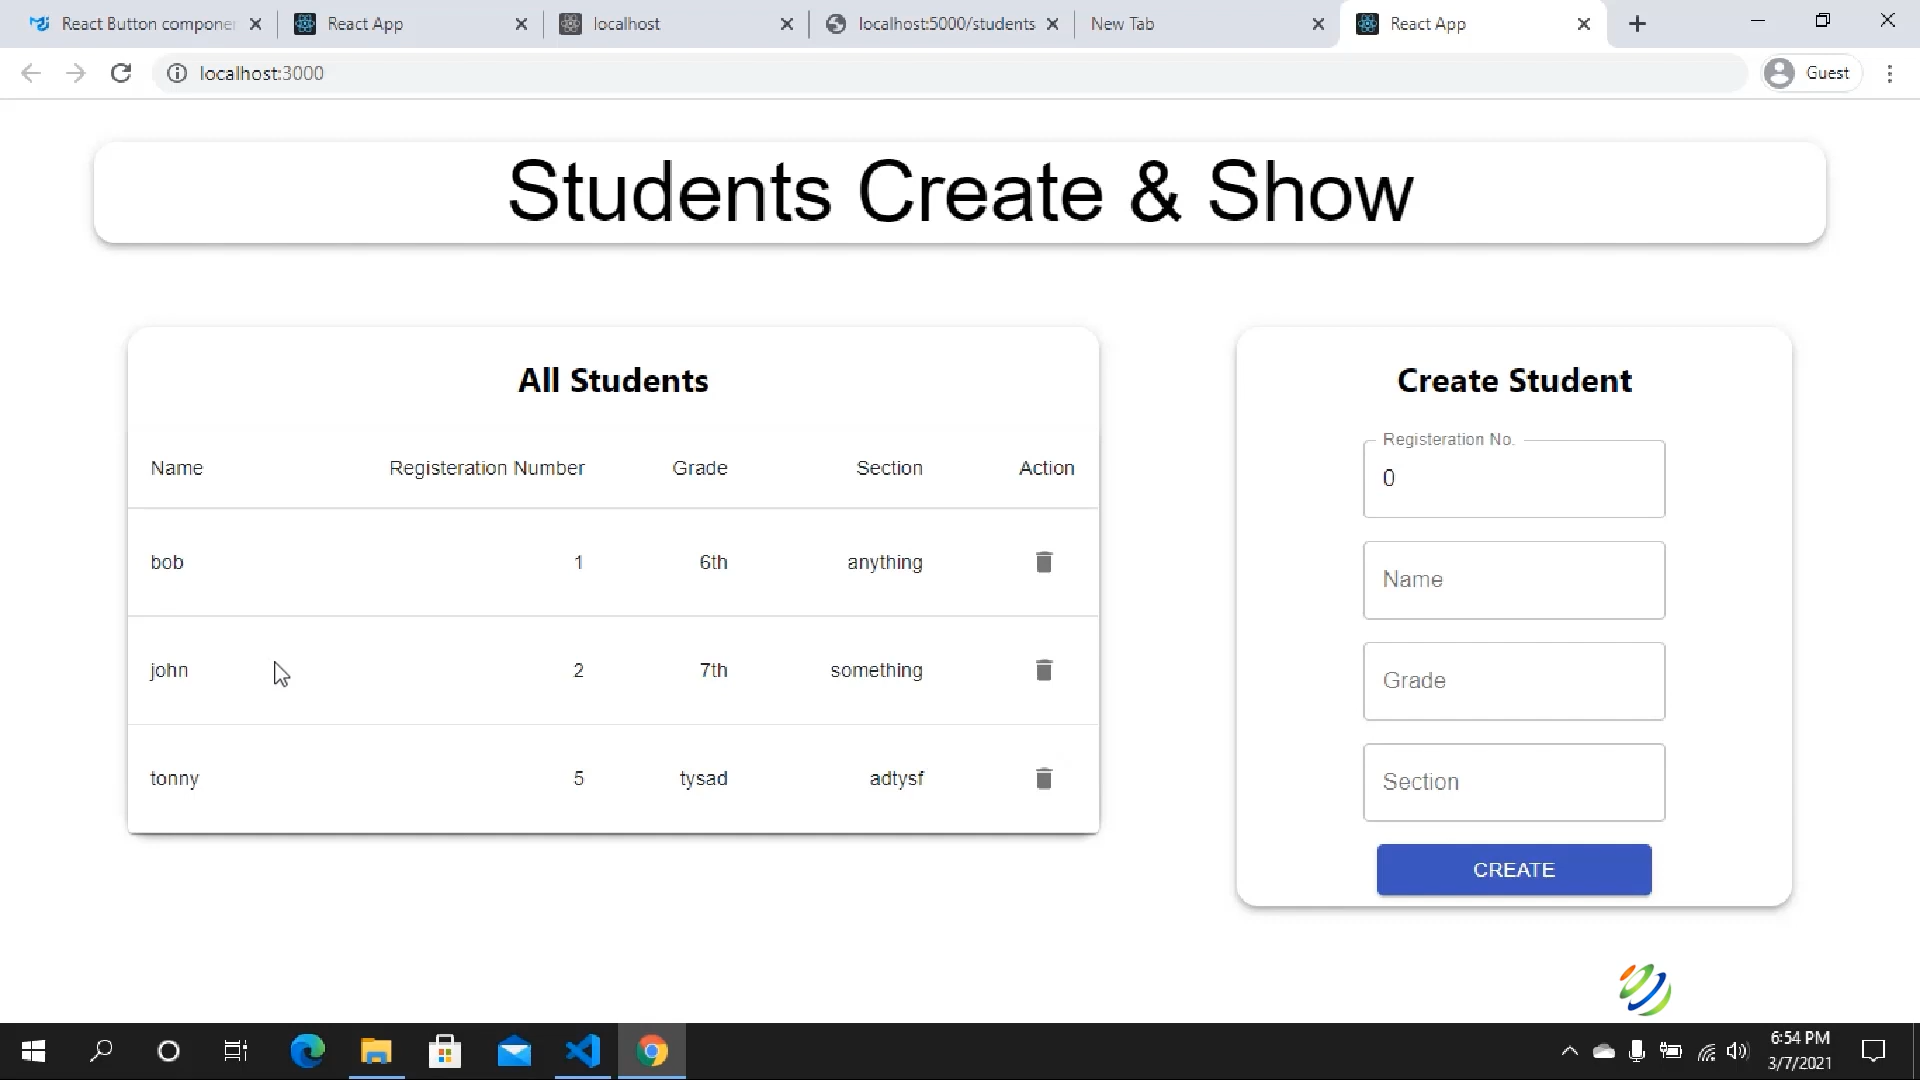 React Button componen
React App
localhost
localhost:5000/students
New Tab
React App
localhost:3000
Guest
Students Create & Show
All Students
Name Registeration Number Grade Section Action
bob 1 6th anything
john 2 7th something
tonny 5 tysad adtysf
Create Student
Registeration No.
0
Name
Grade
Section
CREATE
6:54 PM
3/7/2021